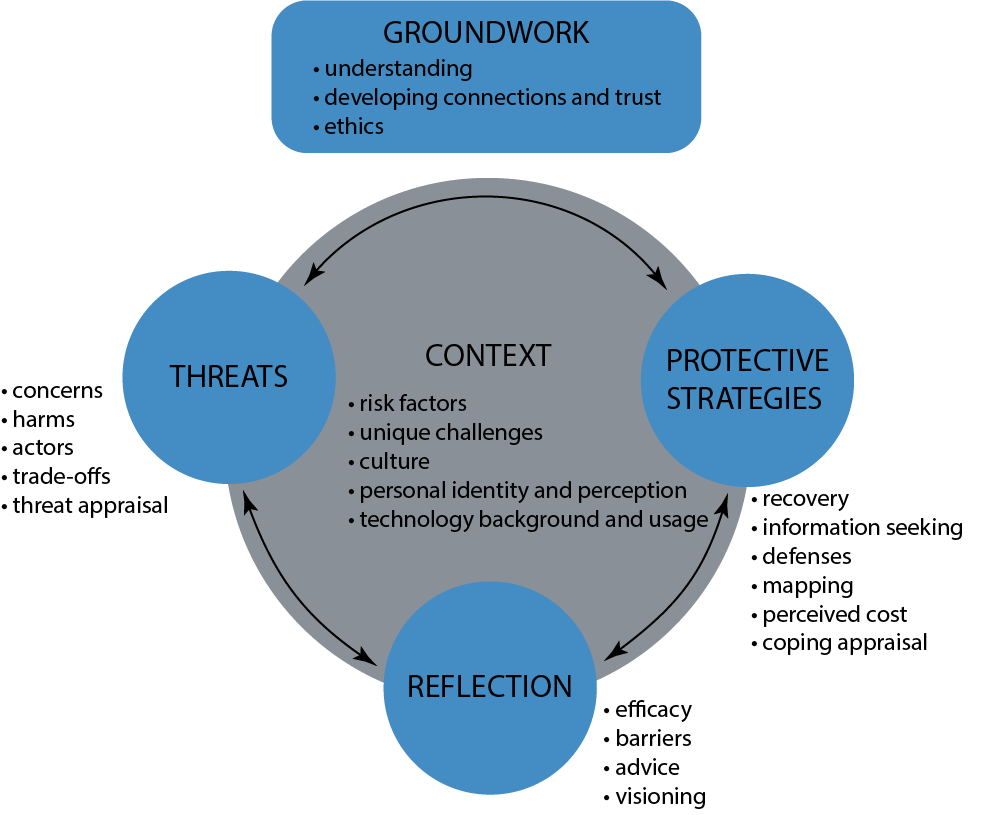 GROUNDWORK
• understanding
• developing connections and trust
• ethics
THREATS
• concerns
• harms
• actors
• trade-offs
• threat appraisal
CONTEXT
• risk factors
• unique challenges
• culture
• personal identity and perception
• technology background and usage
PROTECTIVE
STRATEGIES
• recovery
• information seeking
• defenses
• mapping
• perceived cost
• coping appraisal
REFLECTION
• efficacy
• barriers
• advice
• visioning